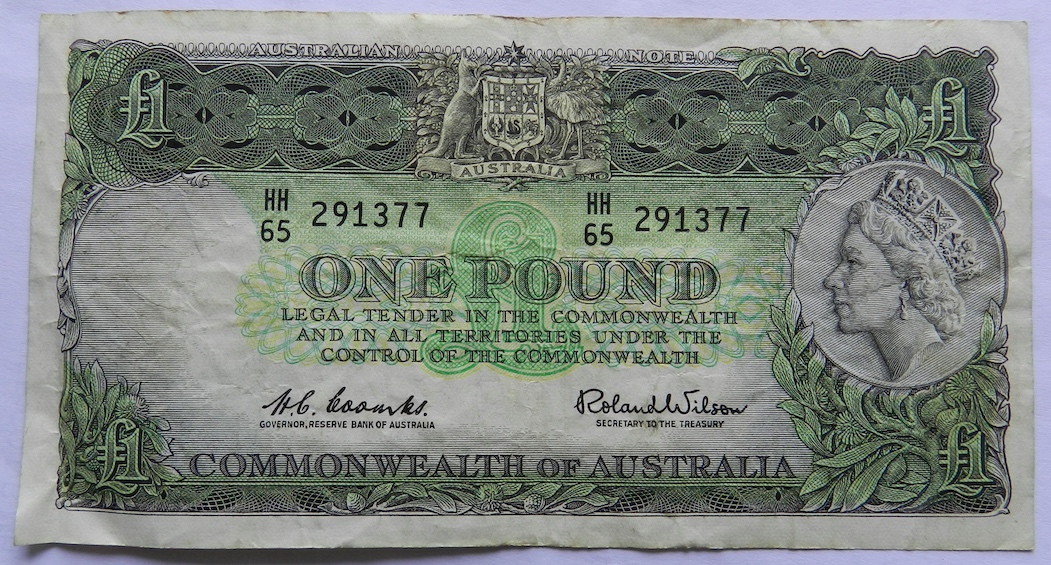 AUSTRALIAN NOTE
£1 £1
AUSTRALIA
HH 65 291377 HH 65 291377
£
ONE POUND
LEGAL TENDER IN THE COMMONWEALTH
AND IN ALL TERRITORIES UNDER THE
CONTROL OF THE COMMONWEALTH
H.C. Coombs. Roland Wilson
GOVERNOR, RESERVE BANK OF AUSTRALIA SECRETARY TO THE TREASURY
£1 £1
COMMONWEALTH OF AUSTRALIA